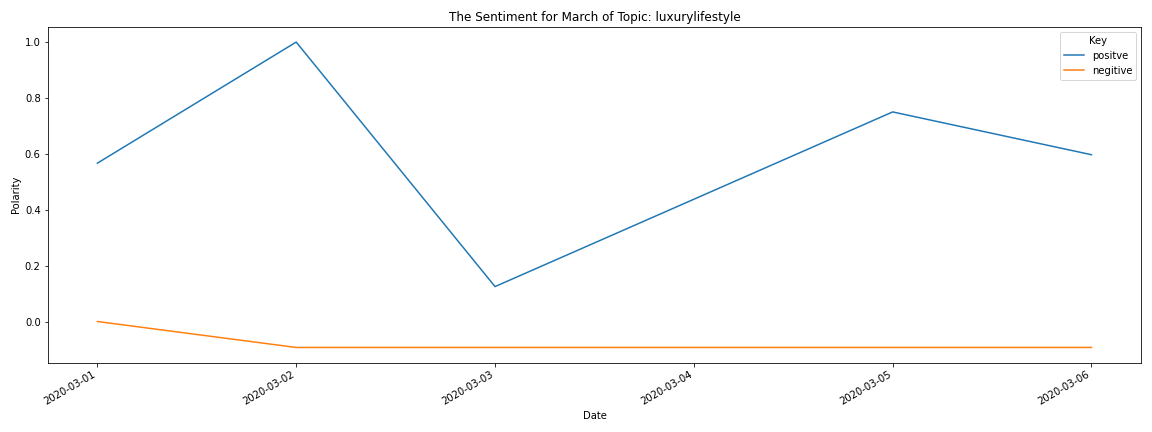 The Sentiment for March of Topic: luxurylifestyle
Key
positve
negitive
Polarity
1.0
0.8
0.6
0.4
0.2
0.0
2020-03-01
2020-03-02
2020-03-03
2020-03-04
2020-03-05
2020-03-06
Date